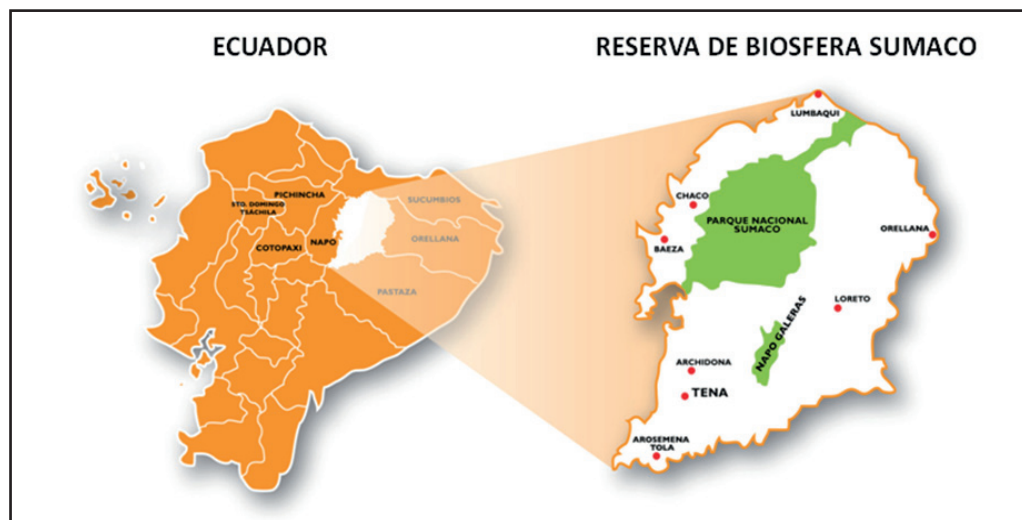 ECUADOR
PICHINCHA
STO. DOMINGO
TSÁCHILA
COTOPAXI
NAPO
SUCUMBIOS
ORELLANA
PASTAZA
RESERVA DE BIOSFERA SUMACO
LUMBAQUI
CHACO
PARQUE NACIONAL
SUMACO
BAEZA
ORELLANA
LORETO
NAPO GALERAS
ARCHIDONA
TENA
AROSEMENA
TOLA